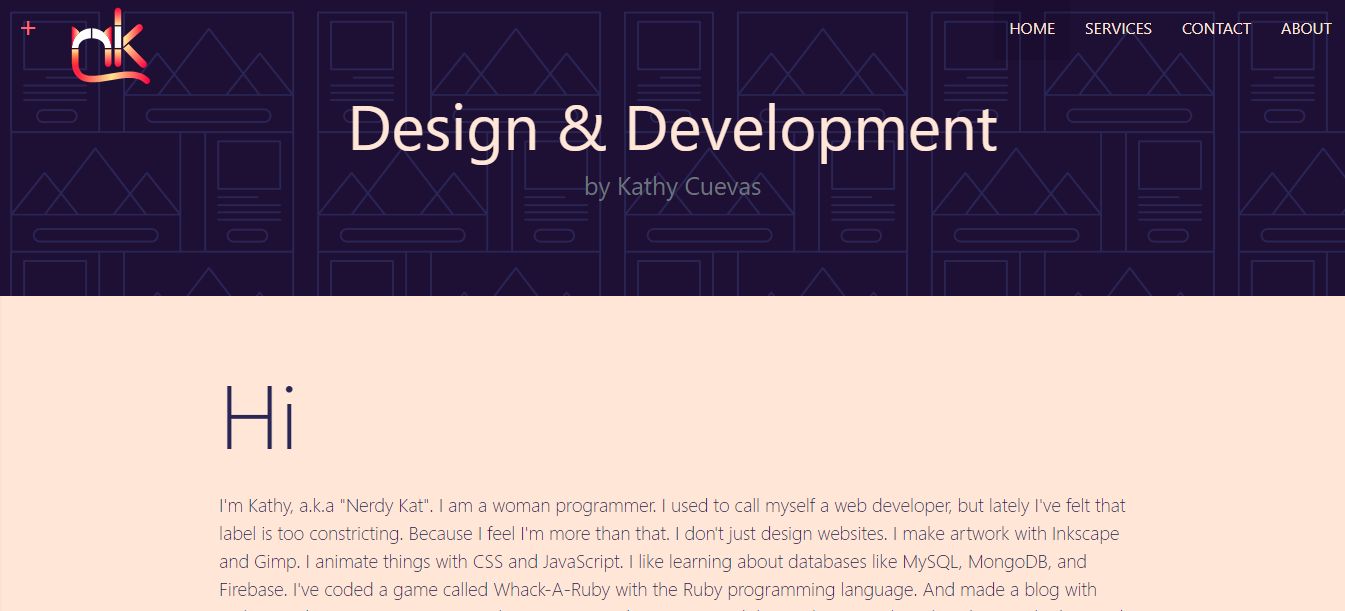 +
nk
HOME SERVICES CONTACT ABOUT
Design & Development
by Kathy Cuevas
Hi
I'm Kathy, a.k.a "Nerdy Kat". I am a woman programmer. I used to call myself a web developer, but lately I've felt that
label is too constricting. Because I feel I'm more than that. I don't just design websites. I make artwork with Inkscape
and Gimp. I animate things with CSS and JavaScript. I like learning about databases like MySQL, MongoDB, and
Firebase. I've coded a game called Whack-A-Ruby with the Ruby programming language. And made a blog with